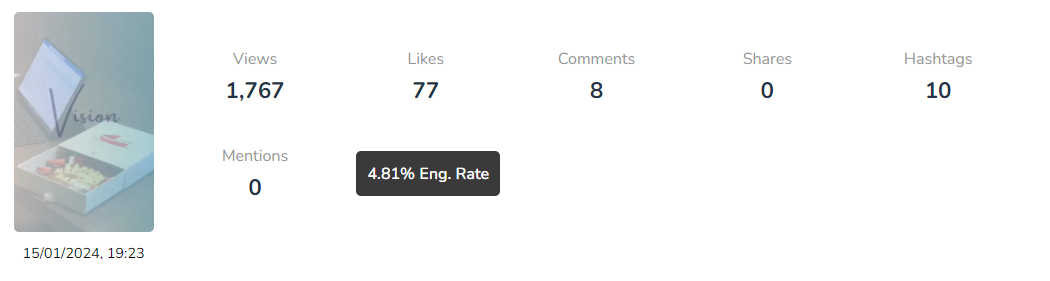 Views Likes Comments Shares Hashtags
1,767 77 8 0 10
Vision
Mentions
0
4.81% Eng. Rate
15/01/2024, 19:23